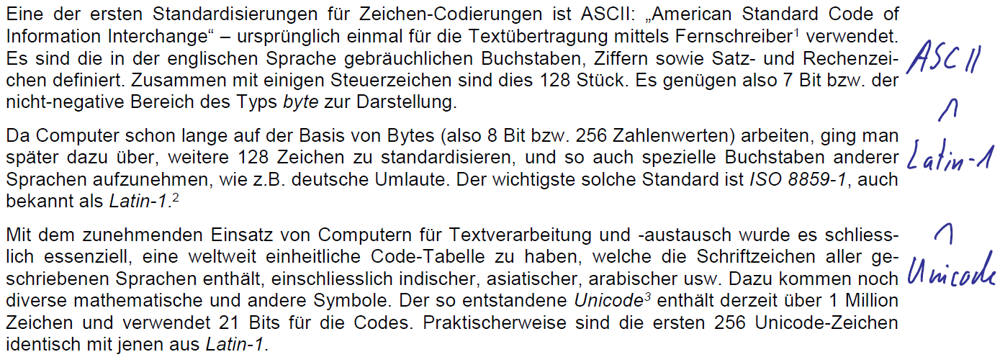 Eine der ersten Standardisierungen für Zeichen-Codierungen ist ASCII: „American Standard Code of
Information Interchange“ – ursprünglich einmal für die Textübertragung mittels Fernschreiber¹ verwendet.
Es sind die in der englischen Sprache gebräuchlichen Buchstaben, Ziffern sowie Satz- und Rechenzei-
chen definiert. Zusammen mit einigen Steuerzeichen sind dies 128 Stück. Es genügen also 7 Bit bzw. der
nicht-negative Bereich des Typs byte zur Darstellung.
ASCII
Da Computer schon lange auf der Basis von Bytes (also 8 Bit bzw. 256 Zahlenwerten) arbeiten, ging man
später dazu über, weitere 128 Zeichen zu standardisieren, und so auch spezielle Buchstaben anderer
Sprachen aufzunehmen, wie z.B. deutsche Umlaute. Der wichtigste solche Standard ist ISO 8859-1, auch
bekannt als Latin-1.²
Latin-1
Mit dem zunehmenden Einsatz von Computern für Textverarbeitung und -austausch wurde es schliess-
lich essenziell, eine weltweit einheitliche Code-Tabelle zu haben, welche die Schriftzeichen aller ge-
schriebenen Sprachen enthält, einschliesslich indischer, asiatischer, arabischer usw. Dazu kommen noch
diverse mathematische und andere Symbole. Der so entstandene Unicode³ enthält derzeit über 1 Million
Zeichen und verwendet 21 Bits für die Codes. Praktischerweise sind die ersten 256 Unicode-Zeichen
identisch mit jenen aus Latin-1.
Unicode